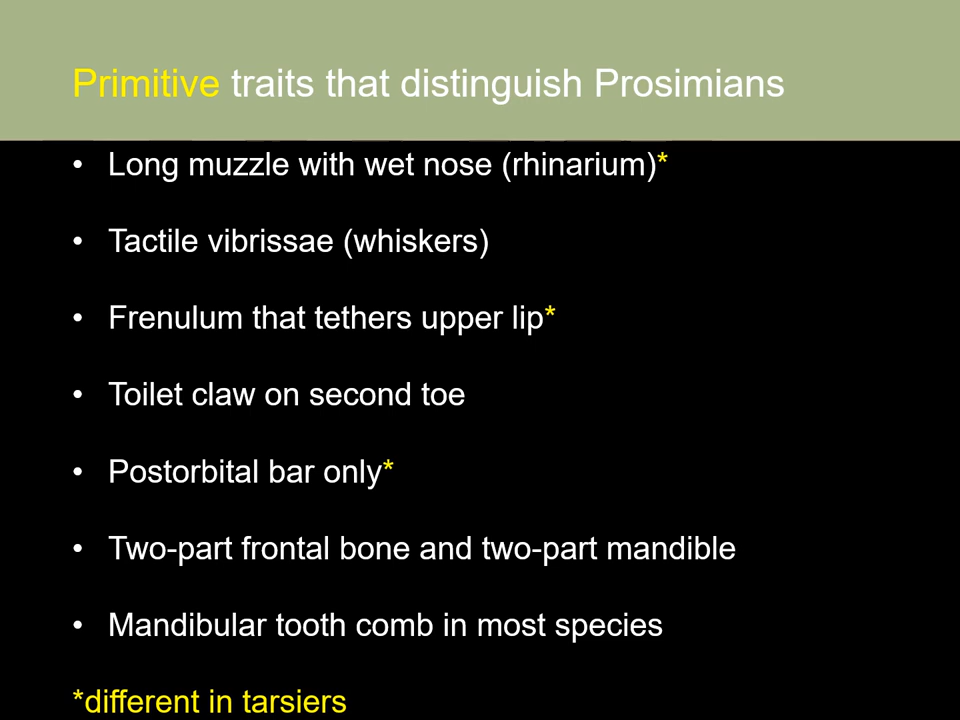 Primitive traits that distinguish Prosimians
• Long muzzle with wet nose (rhinarium)*
• Tactile vibrissae (whiskers)
• Frenulum that tethers upper lip*
• Toilet claw on second toe
• Postorbital bar only*
• Two-part frontal bone and two-part mandible
• Mandibular tooth comb in most species
*different in tarsiers